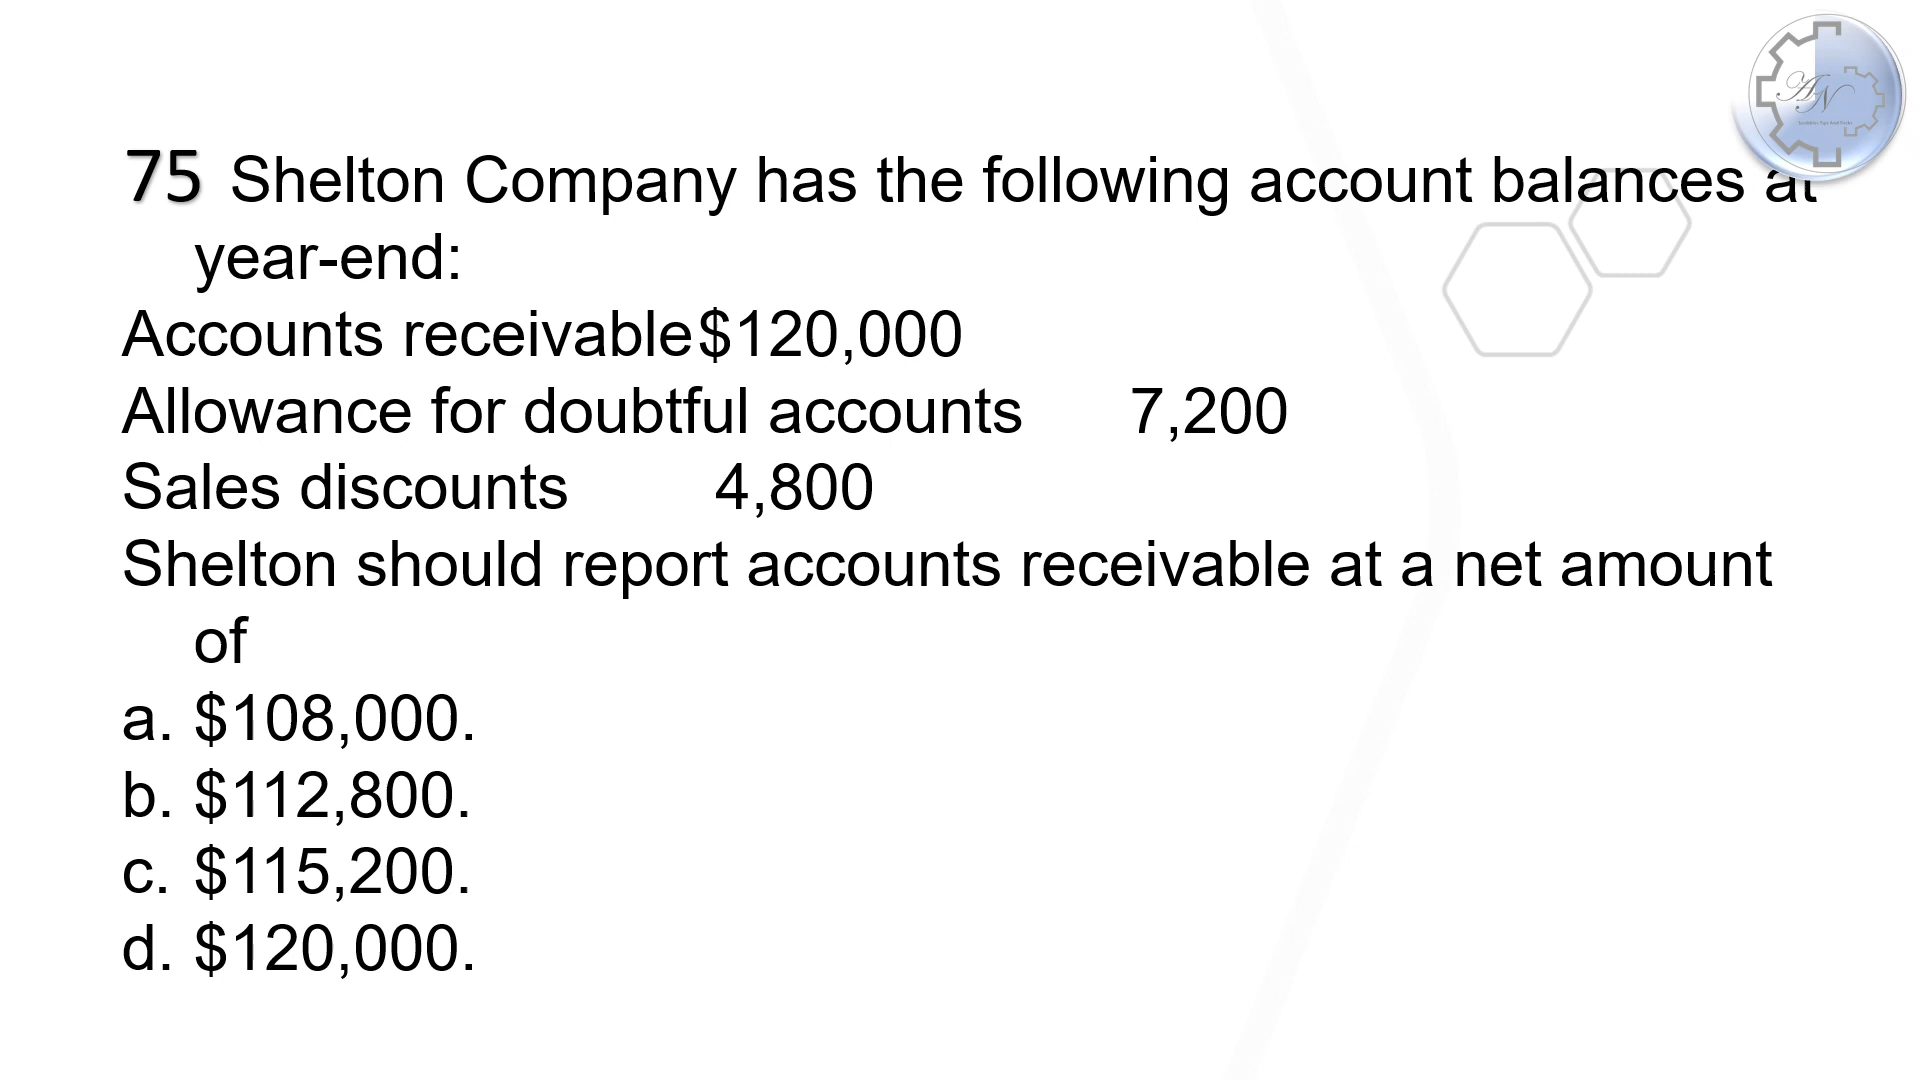 75 Shelton Company has the following account balances at
year-end:
Accounts receivable $120,000
Allowance for doubtful accounts 7,200
Sales discounts 4,800
Shelton should report accounts receivable at a net amount
of
a. $108,000.
b. $112,800.
c. $115,200.
d. $120,000.
AN